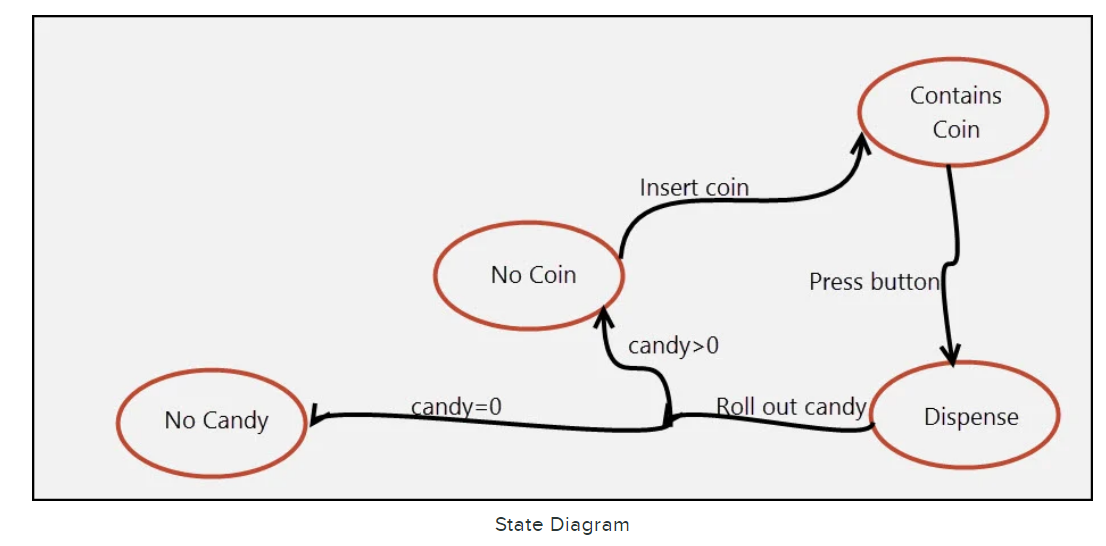 Contains
Coin
Insert coin
No Coin
Press button
candy>0
candy=0
Roll out candy
No Candy
Dispense
State Diagram